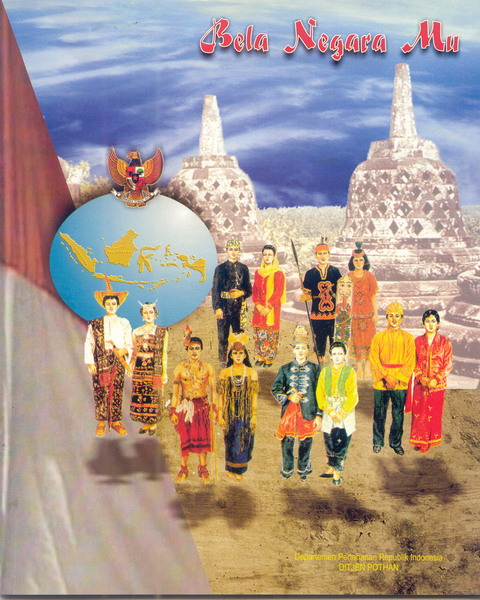 Bela Negara Mu
Departemen Pertahanan Republik Indonesia
DITJEN POTHAN